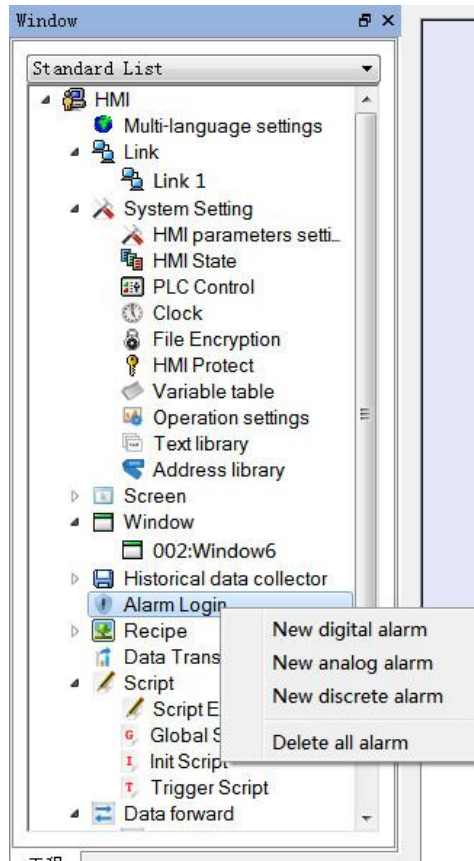 Window
Standard List
HMI
Multi-language settings
Link
Link 1
System Setting
HMI parameters setti…
HMI State
PLC Control
Clock
File Encryption
HMI Protect
Variable table
Operation settings
Text library
Address library
Screen
Window
002:Window6
Historical data collector
Alarm Login
Recipe
New digital alarm
Data Trans
New analog alarm
Script
New discrete alarm
Script E
Global S
Delete all alarm
Init Script
Trigger Script
Data forward